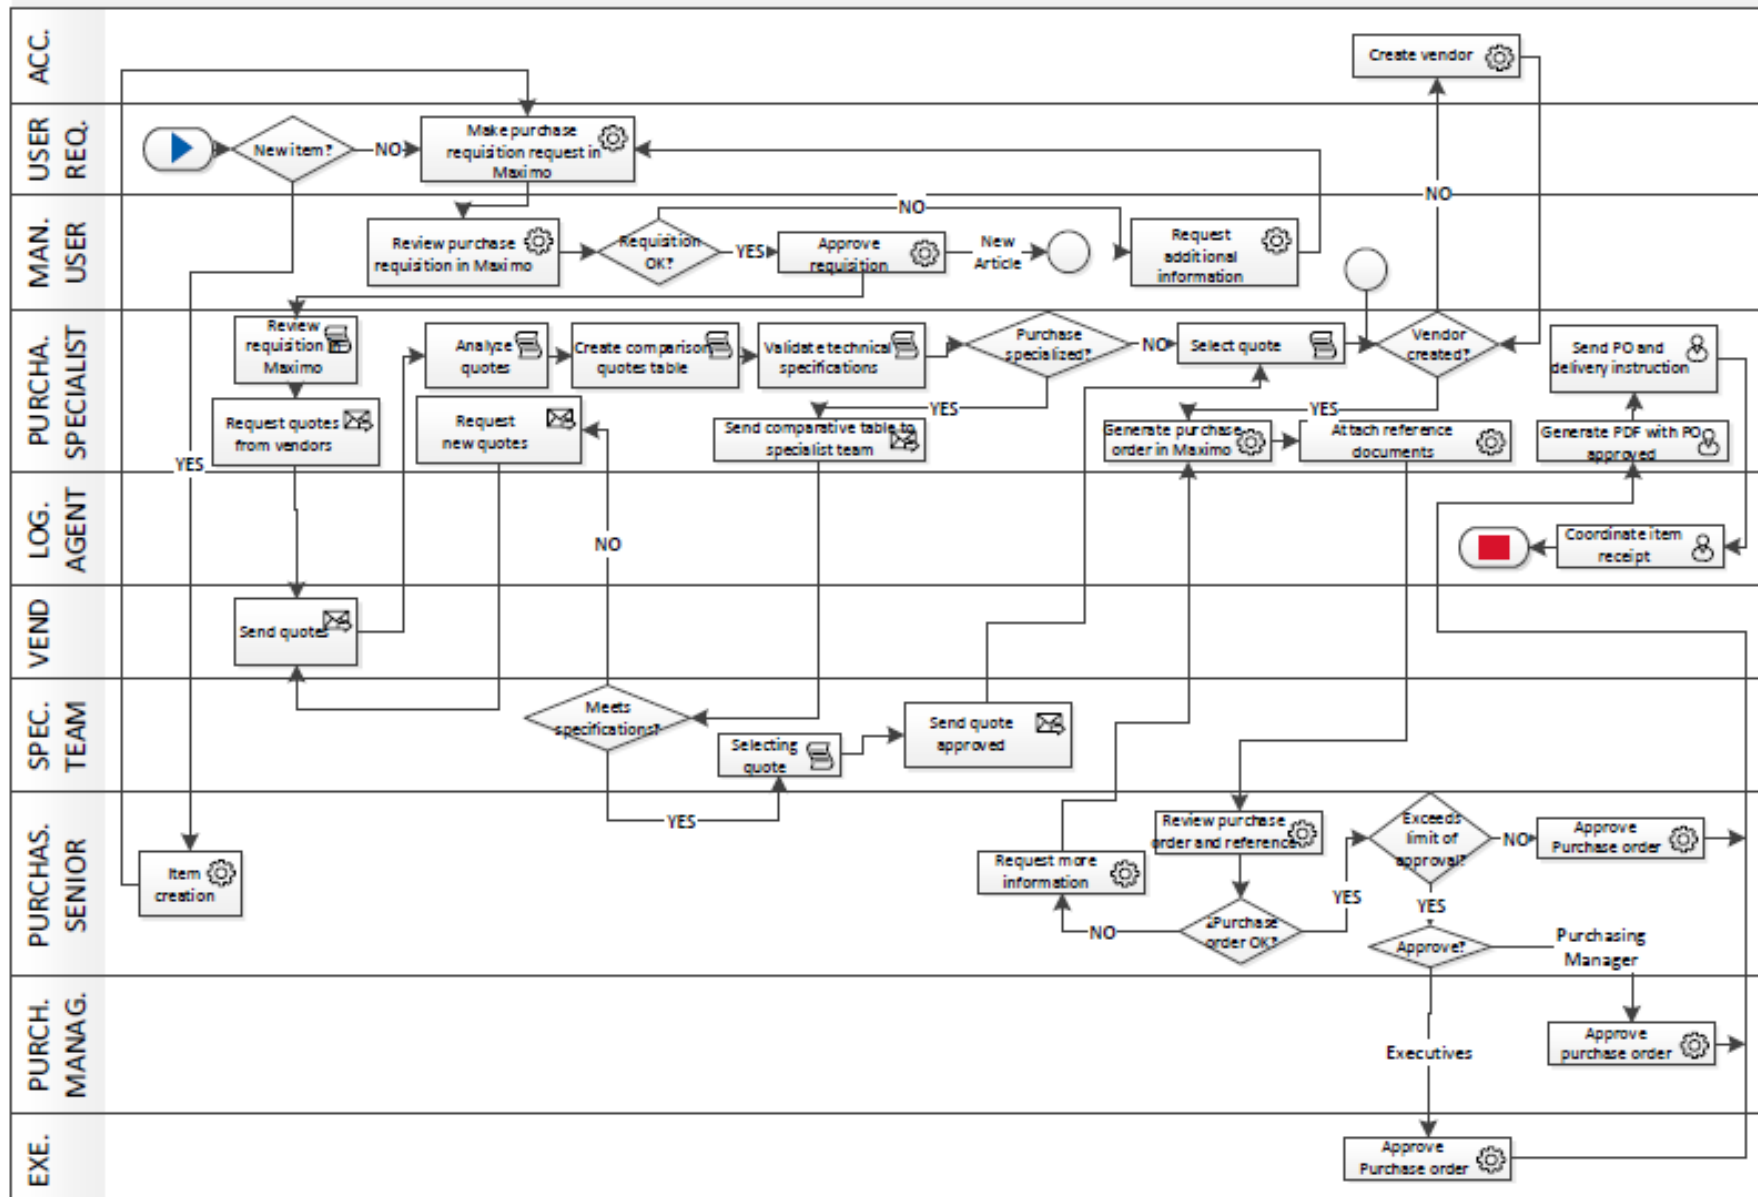 ACC.
Create vendor
USER
REQ.
New item?
NO
Make purchase
requisition request in
Maximo
MAN.
USER
Review purchase
requisition in Maximo
Requisition
OK?
YES
NO
Approve
requisition
New
Article
Request
additional
information
NO
PURCHA.
SPECIALIST
Review
requisition in
Maximo
Analyze
quotes
Create comparison
quotes table
Validate technical
specifications
Purchase
specialized?
NO
Select quote
Vendor
created?
Send PO and
delivery instruction
Request quotes
from vendors
Request
new quotes
YES
Send comparative table to
specialist team
YES
Generate purchase
order in Maximo
Attach reference
documents
Generate PDF with PO
approved
YES
LOG.
AGENT
NO
Coordinate item
receipt
VEND
Send quotes
SPEC.
TEAM
Meets
specifications?
Selecting
quote
Send quote
approved
YES
PURCHAS.
SENIOR
Item
creation
Request more
information
Review purchase
order and reference
Exceeds
limit of
approval?
NO
Approve
Purchase order
NO
¿Purchase
order OK?
YES
YES
Approve?
Purchasing
Manager
PURCH.
MANAG.
Executives
Approve
purchase order
EXE.
Approve
Purchase order